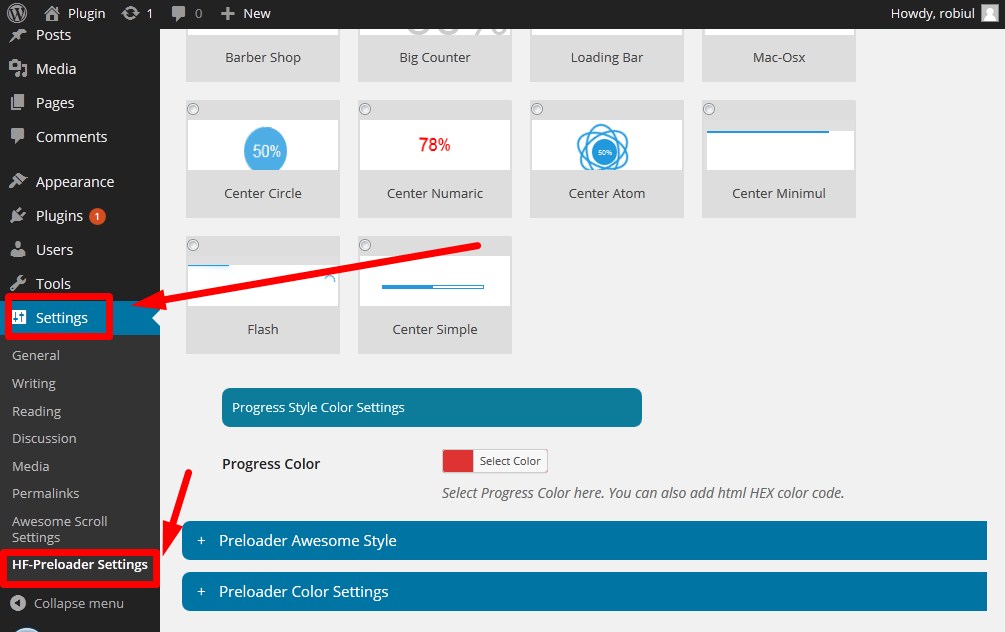 Plugin 1 0 + New Howdy, robiul
Posts
Media
Pages
Comments
Appearance
Plugins 1
Users
Tools
Settings
General
Writing
Reading
Discussion
Media
Permalinks
Awesome Scroll
Settings
HF-Preloader Settings
Collapse menu
Barber Shop Big Counter Loading Bar Mac-Osx
50% 78% 50%
Center Circle Center Numaric Center Atom Center Minimul
Flash Center Simple
Progress Style Color Settings
Progress Color Select Color
Select Progress Color here. You can also add html HEX color code.
+ Preloader Awesome Style
+ Preloader Color Settings